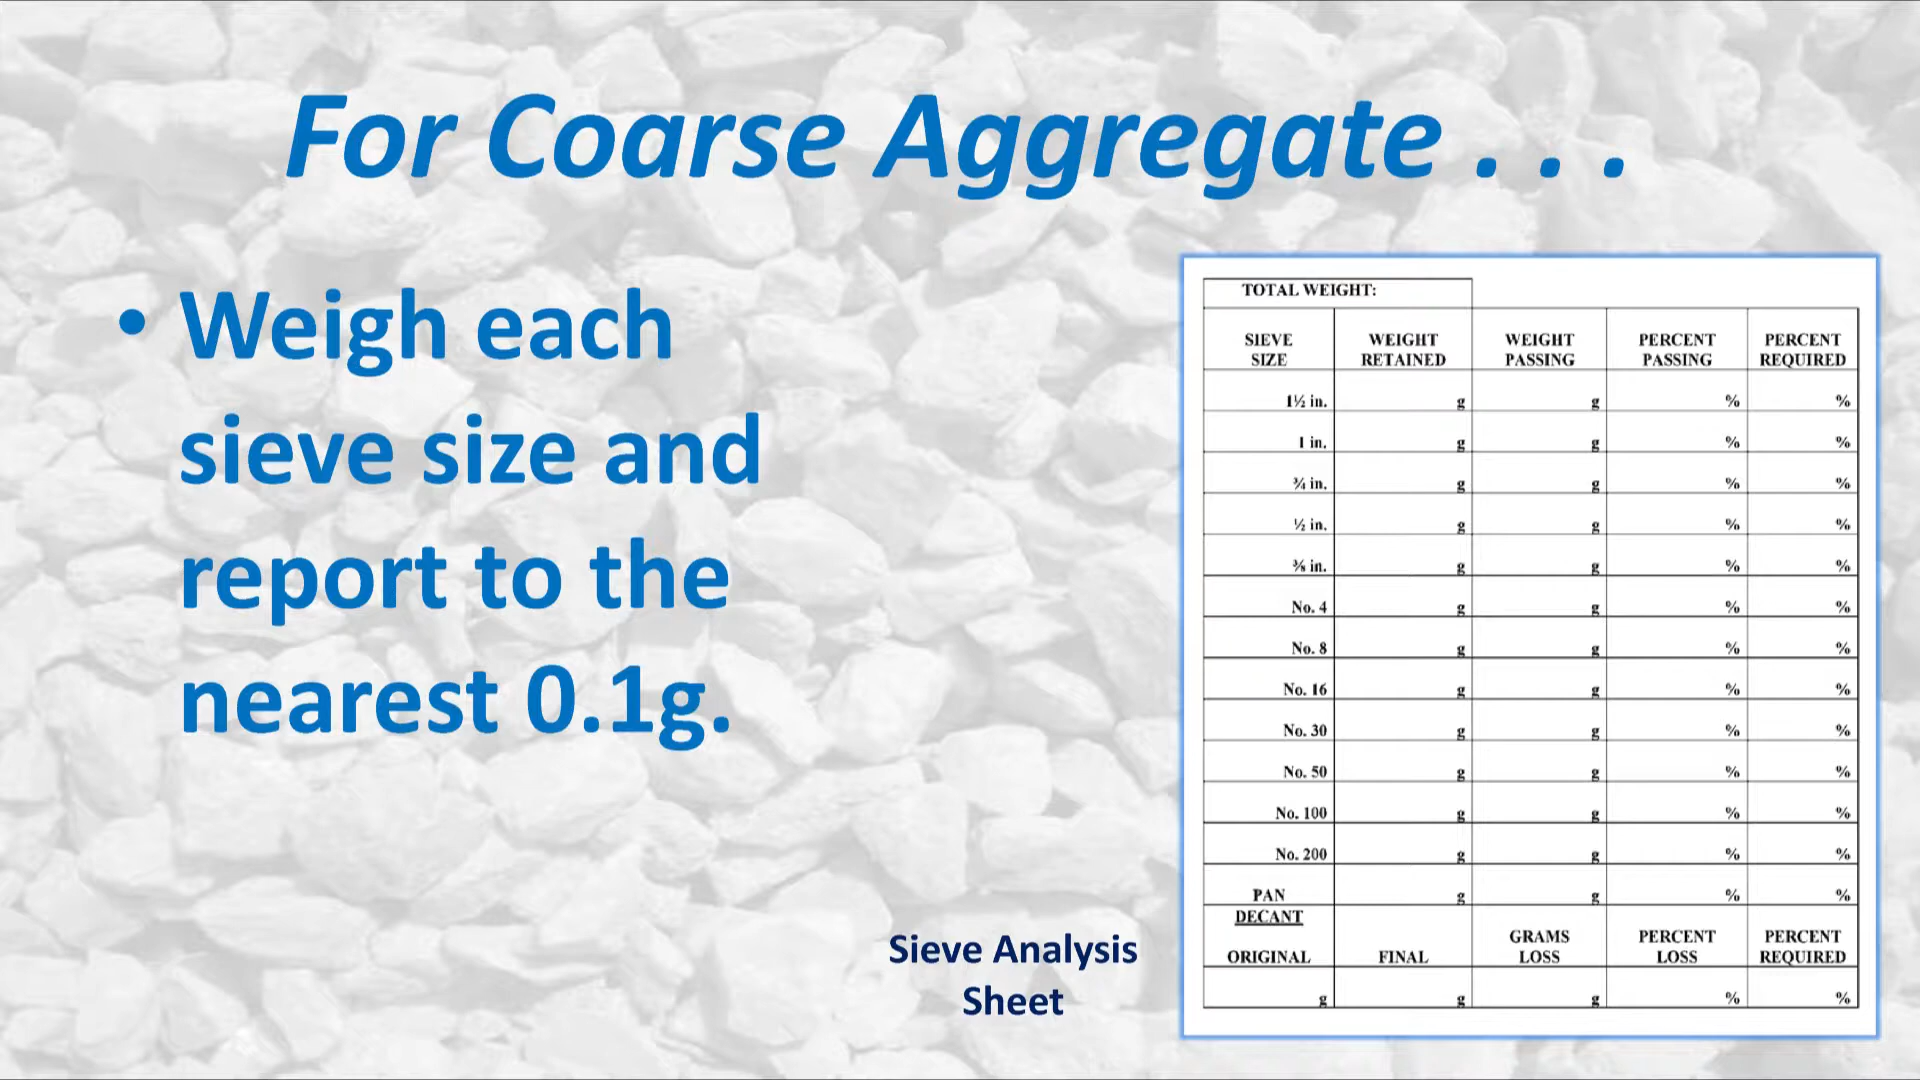 For Coarse Aggregate . . .
• Weigh each
sieve size and
report to the
nearest 0.1g.
Sieve Analysis
Sheet
TOTAL WEIGHT:
SIEVE SIZE WEIGHT RETAINED WEIGHT PASSING PERCENT PASSING PERCENT REQUIRED
1½ in. g g % %
1 in. g g % %
¾ in. g g % %
½ in. g g % %
⅜ in. g g % %
No. 4 g g % %
No. 8 g g % %
No. 16 g g % %
No. 30 g g % %
No. 50 g g % %
No. 100 g g % %
No. 200 g g % %
PAN g g % %
DECANT
ORIGINAL FINAL GRAMS LOSS PERCENT LOSS PERCENT REQUIRED
g g g % %